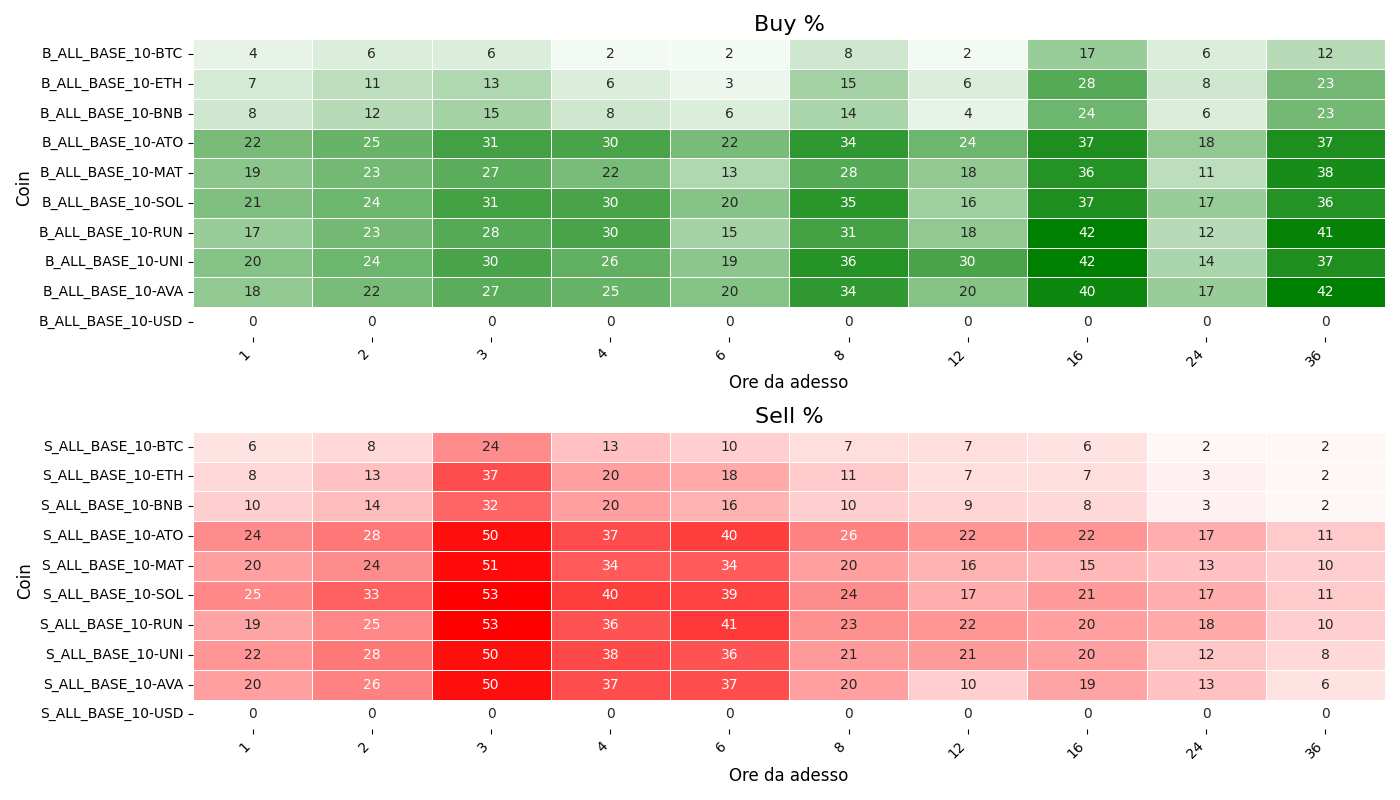 Buy %
Coin
B_ALL_BASE_10-BTC 4 6 6 2 2 8 2 17 6 12
B_ALL_BASE_10-ETH 7 11 13 6 3 15 6 28 8 23
B_ALL_BASE_10-BNB 8 12 15 8 6 14 4 24 6 23
B_ALL_BASE_10-ATO 22 25 31 30 22 34 24 37 18 37
B_ALL_BASE_10-MAT 19 23 27 22 13 28 18 36 11 38
B_ALL_BASE_10-SOL 21 24 31 30 20 35 16 37 17 36
B_ALL_BASE_10-RUN 17 23 28 30 15 31 18 42 12 41
B_ALL_BASE_10-UNI 20 24 30 26 19 36 30 42 14 37
B_ALL_BASE_10-AVA 18 22 27 25 20 34 20 40 17 42
B_ALL_BASE_10-USD 0 0 0 0 0 0 0 0 0 0
1 2 3 4 6 8 12 16 24 36
Ore da adesso
Sell %
Coin
S_ALL_BASE_10-BTC 6 8 24 13 10 7 7 6 2 2
S_ALL_BASE_10-ETH 8 13 37 20 18 11 7 7 3 2
S_ALL_BASE_10-BNB 10 14 32 20 16 10 9 8 3 2
S_ALL_BASE_10-ATO 24 28 50 37 40 26 22 22 17 11
S_ALL_BASE_10-MAT 20 24 51 34 34 20 16 15 13 10
S_ALL_BASE_10-SOL 25 33 53 40 39 24 17 21 17 11
S_ALL_BASE_10-RUN 19 25 53 36 41 23 22 20 18 10
S_ALL_BASE_10-UNI 22 28 50 38 36 21 21 20 12 8
S_ALL_BASE_10-AVA 20 26 50 37 37 20 10 19 13 6
S_ALL_BASE_10-USD 0 0 0 0 0 0 0 0 0 0
1 2 3 4 6 8 12 16 24 36
Ore da adesso